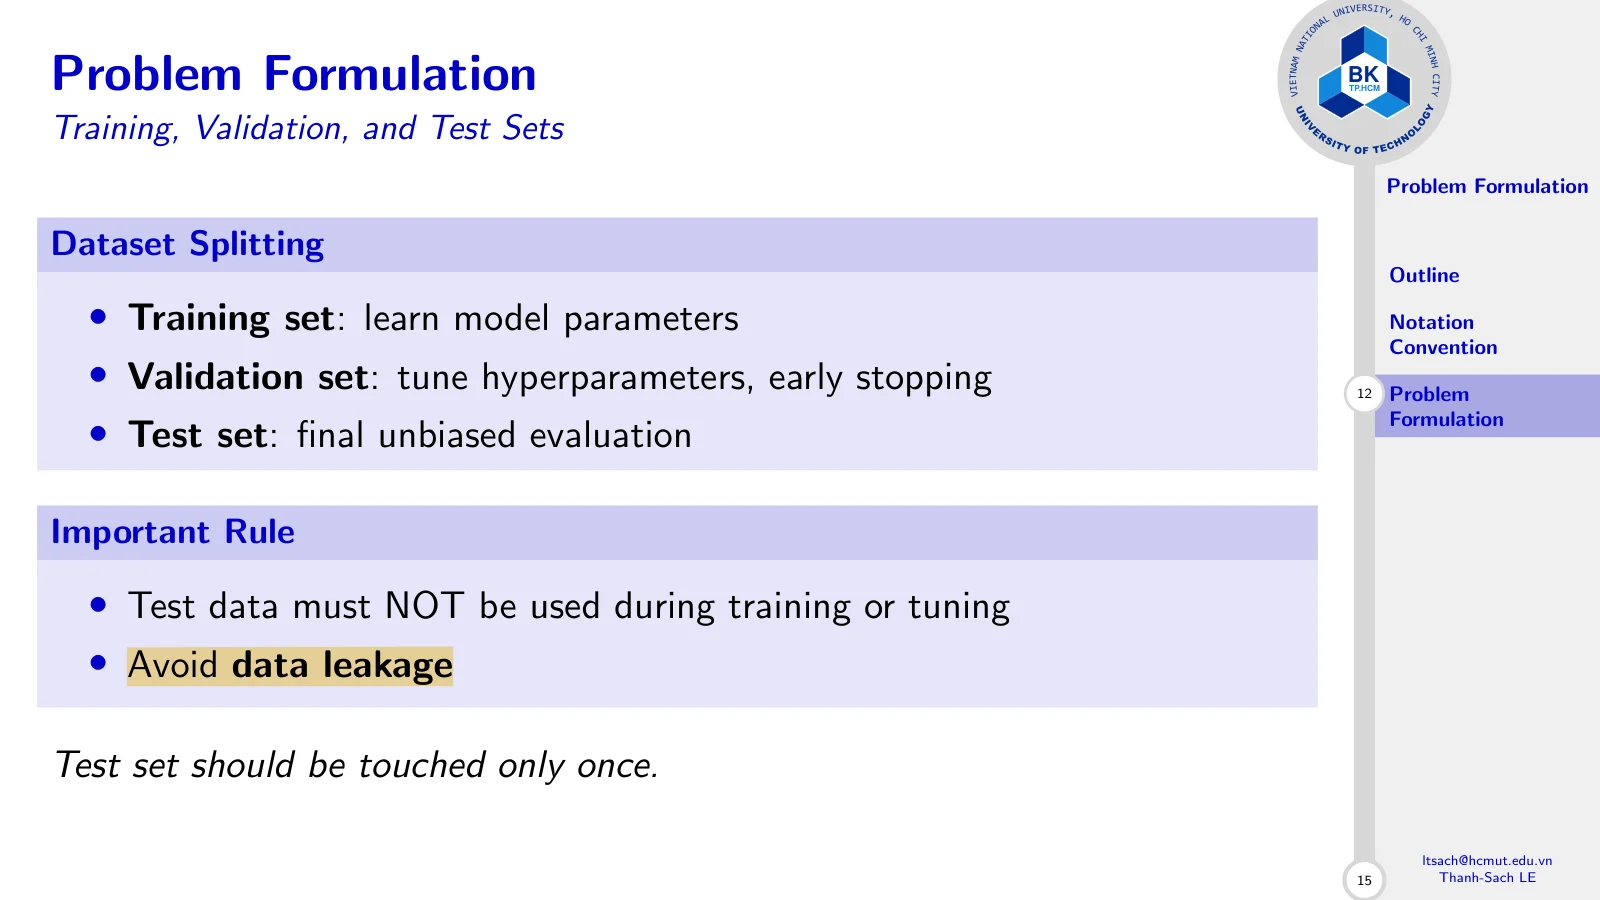 Problem Formulation
Training, Validation, and Test Sets
Dataset Splitting
• Training set: learn model parameters
• Validation set: tune hyperparameters, early stopping
• Test set: final unbiased evaluation
Important Rule
• Test data must NOT be used during training or tuning
• Avoid data leakage
Test set should be touched only once.
VIETNAM NATIONAL UNIVERSITY, HO CHI MINH CITY
BK
TP.HCM
UNIVERSITY OF TECHNOLOGY
Problem Formulation
Outline
Notation
Convention
12
Problem
Formulation
15
ltsach@hcmut.edu.vn
Thanh-Sach LE